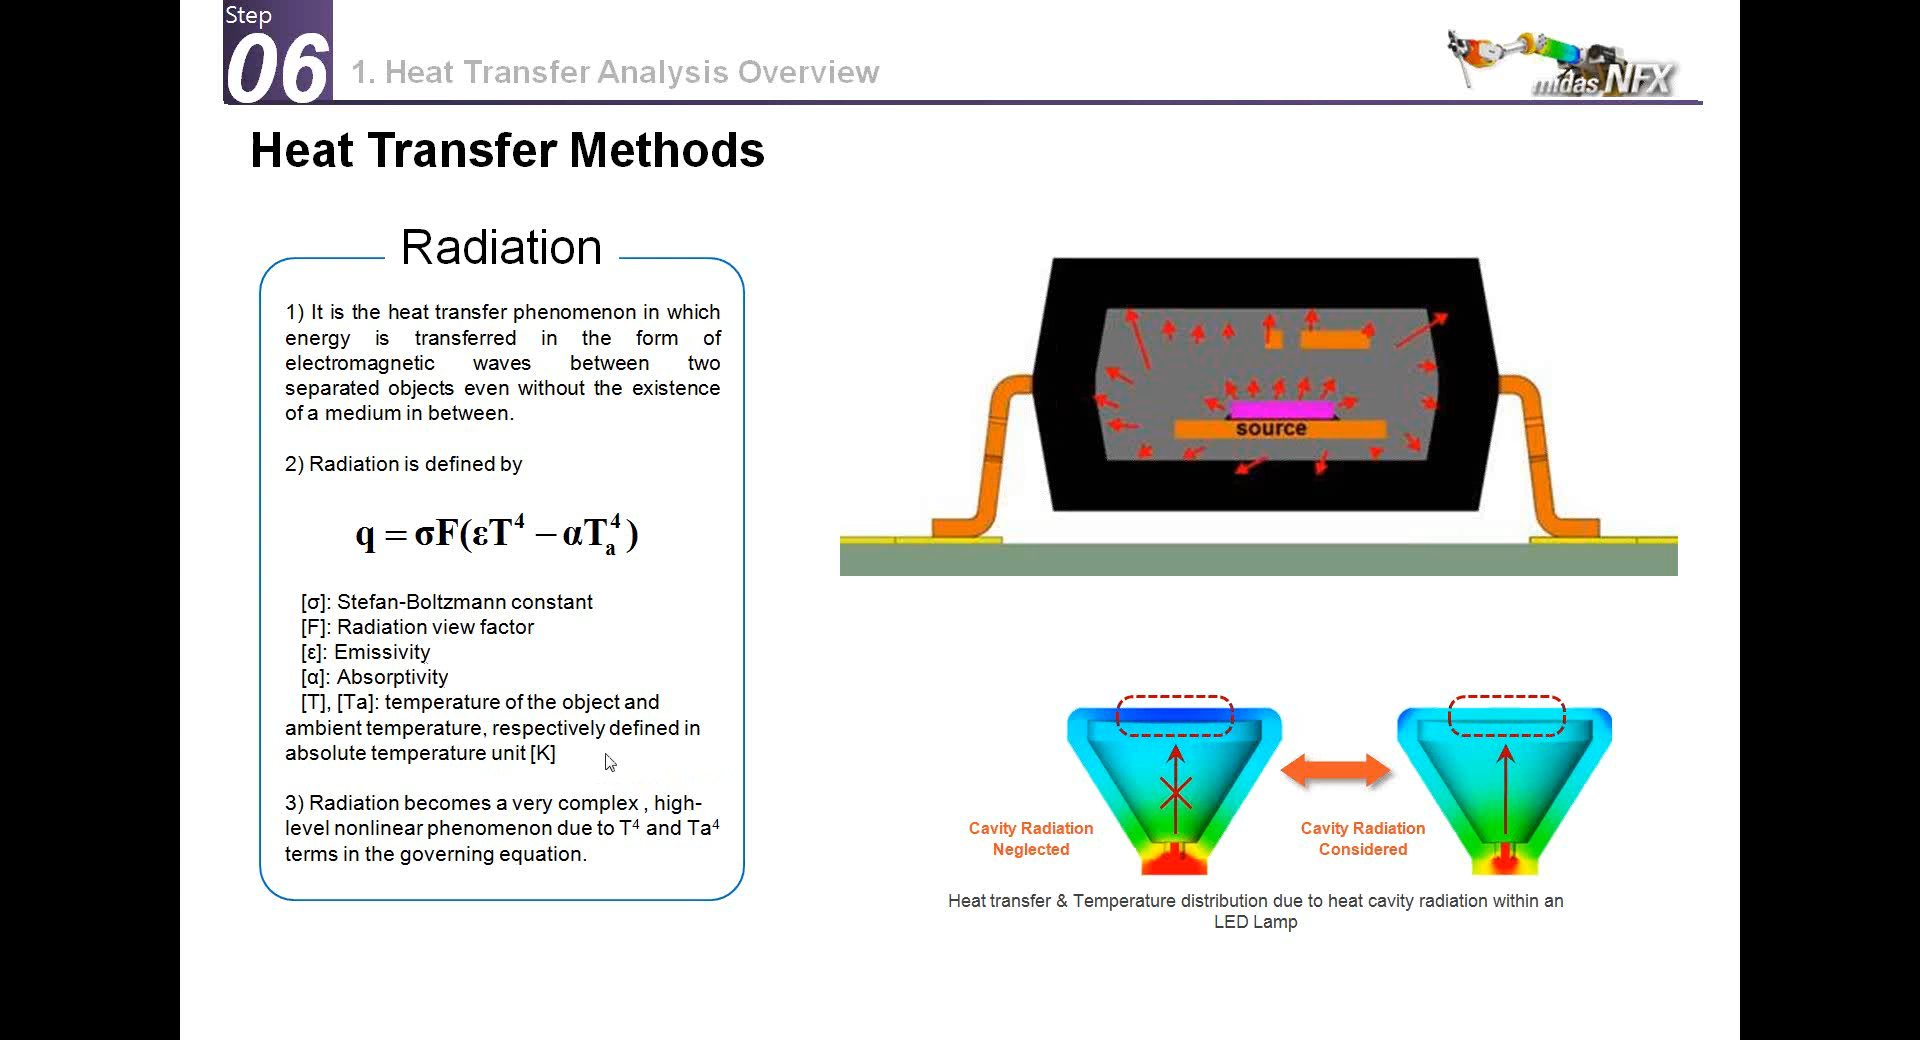 Step
06
1. Heat Transfer Analysis Overview
midas NFX
Heat Transfer Methods
Radiation
1) It is the heat transfer phenomenon in which
energy is transferred in the form of
electromagnetic waves between two
separated objects even without the existence
of a medium in between.
2) Radiation is defined by
q = σF(εT⁴ − αTₐ⁴)
[σ]: Stefan-Boltzmann constant
[F]: Radiation view factor
[ε]: Emissivity
[α]: Absorptivity
[T], [Ta]: temperature of the object and
ambient temperature, respectively defined in
absolute temperature unit [K]
3) Radiation becomes a very complex , high-
level nonlinear phenomenon due to T⁴ and Ta⁴
terms in the governing equation.
source
Cavity Radiation
Neglected
Cavity Radiation
Considered
Heat transfer & Temperature distribution due to heat cavity radiation within an
LED Lamp